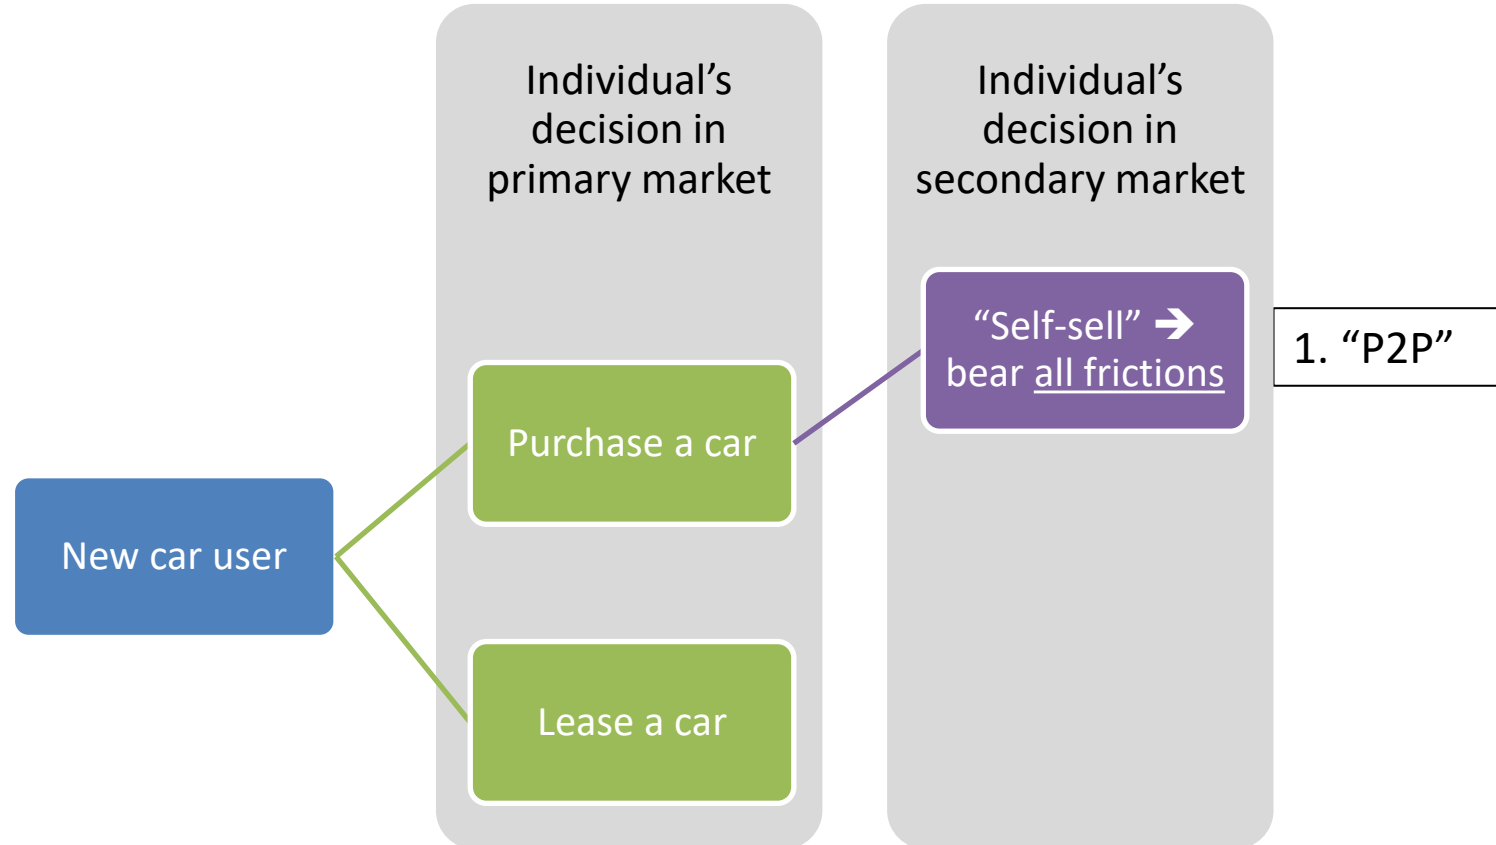 Individual’s
decision in
primary market
Individual’s
decision in
secondary market
“Self-sell” ➔
bear all frictions
1. “P2P”
Purchase a car
New car user
Lease a car